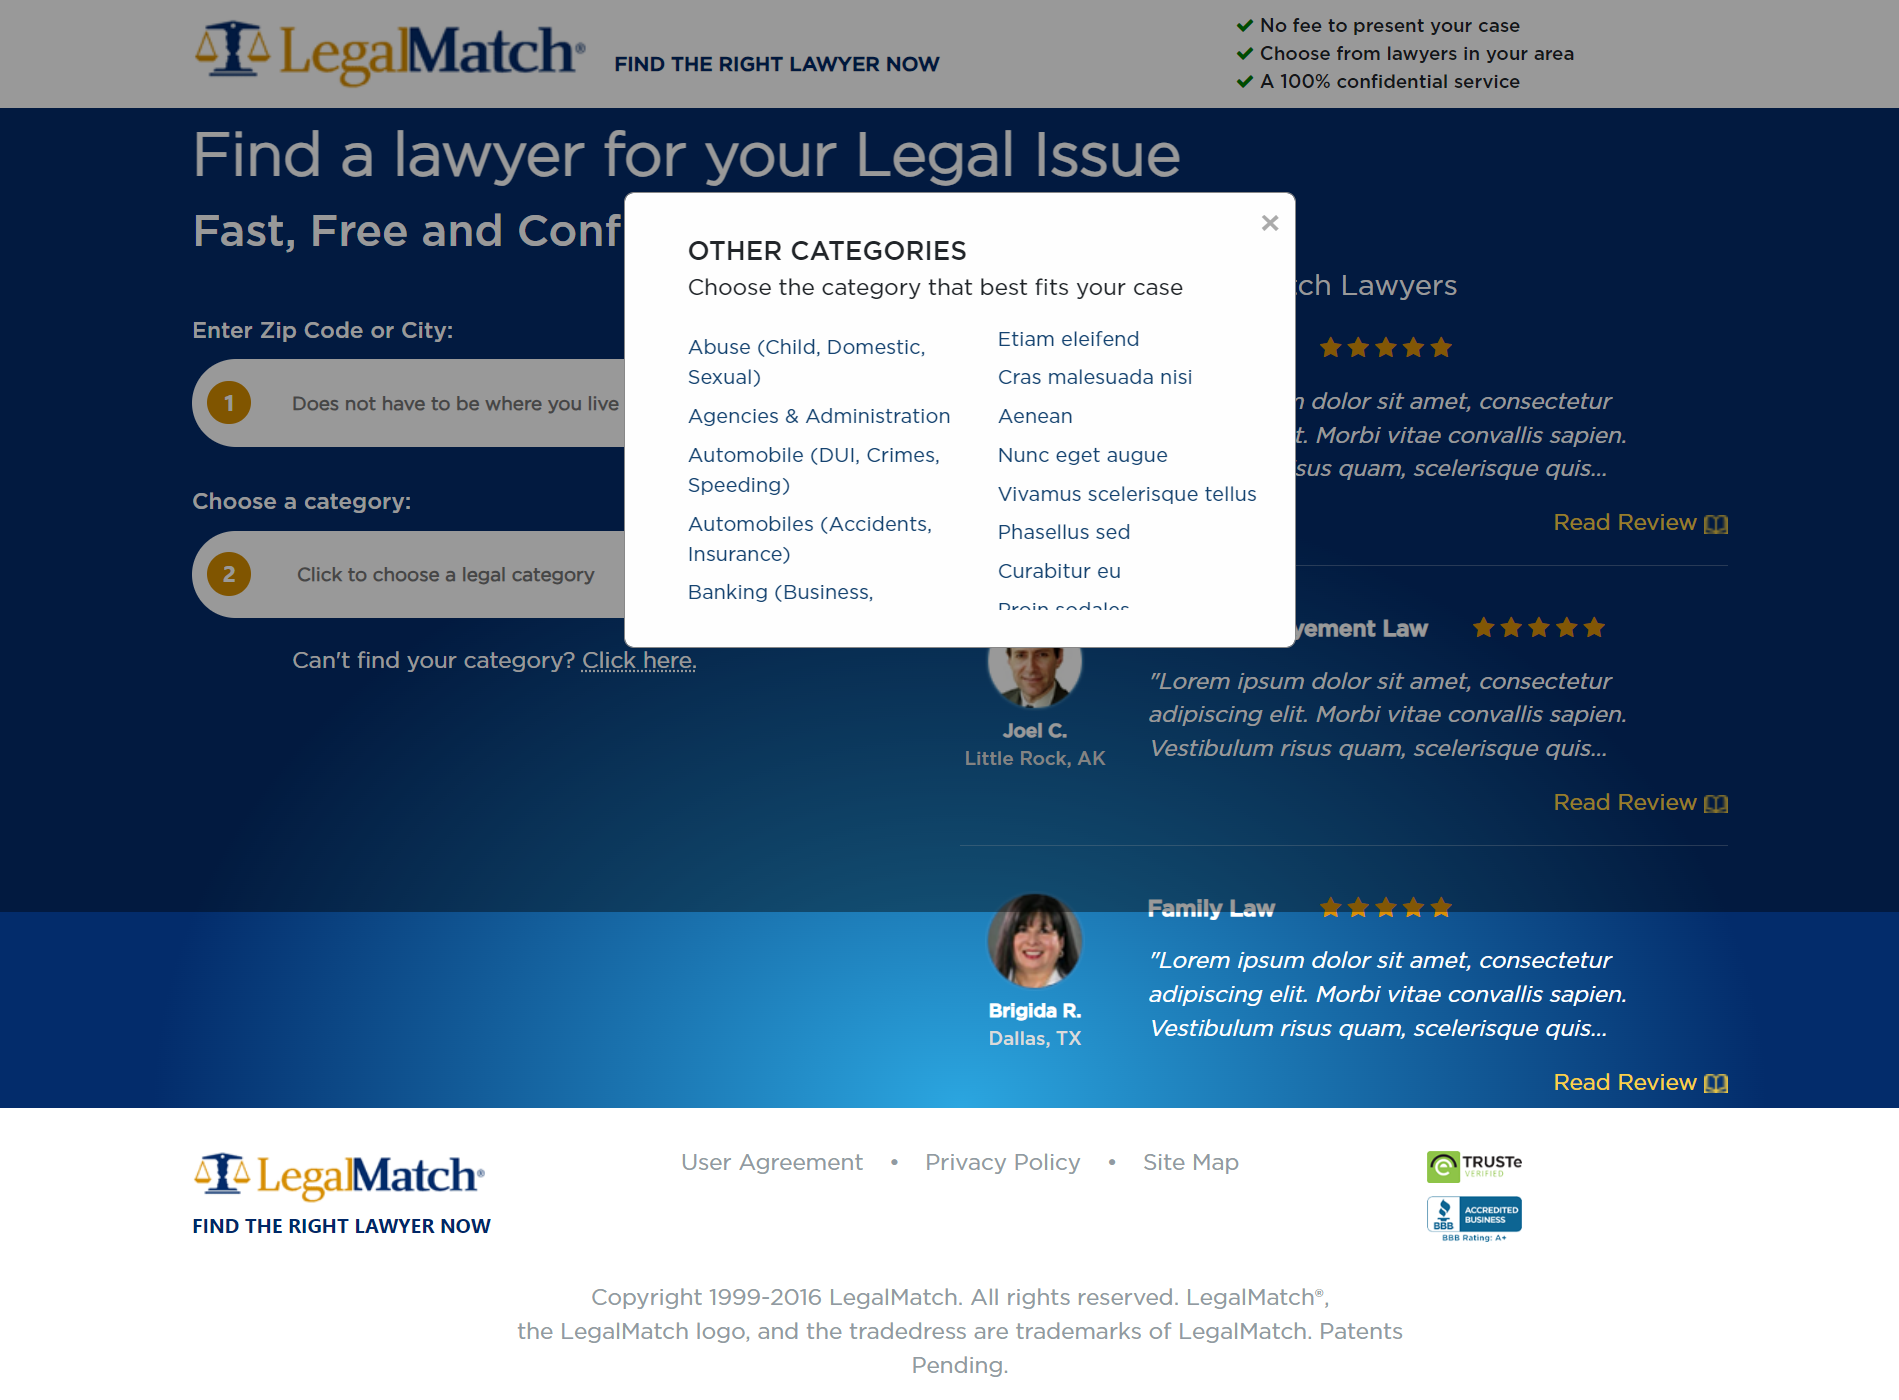 LegalMatch®
FIND THE RIGHT LAWYER NOW
No fee to present your case
Choose from lawyers in your area
A 100% confidential service
Find a lawyer for your Legal Issue
Fast, Free and Conf
Enter Zip Code or City:
1 Does not have to be where you live
Choose a category:
2 Click to choose a legal category
Can't find your category? Click here.
×
OTHER CATEGORIES
Choose the category that best fits your case
Abuse (Child, Domestic,
Sexual)
Agencies & Administration
Automobile (DUI, Crimes,
Speeding)
Automobiles (Accidents,
Insurance)
Banking (Business,
Etiam eleifend
Cras malesuada nisi
Aenean
Nunc eget augue
Vivamus scelerisque tellus
Phasellus sed
Curabitur eu
Proin sodales
ch Lawyers
dolor sit amet, consectetur
t. Morbi vitae convallis sapien.
sus quam, scelerisque quis...
Read Review
yement Law
Joel C.
Little Rock, AK
"Lorem ipsum dolor sit amet, consectetur
adipiscing elit. Morbi vitae convallis sapien.
Vestibulum risus quam, scelerisque quis...
Read Review
Family Law
Brigida R.
Dallas, TX
"Lorem ipsum dolor sit amet, consectetur
adipiscing elit. Morbi vitae convallis sapien.
Vestibulum risus quam, scelerisque quis...
Read Review
LegalMatch®
FIND THE RIGHT LAWYER NOW
User Agreement • Privacy Policy • Site Map
TRUSTe
VERIFIED
BBB
ACCREDITED
BUSINESS
BBB Rating: A+
Copyright 1999-2016 LegalMatch. All rights reserved. LegalMatch®,
the LegalMatch logo, and the tradedress are trademarks of LegalMatch. Patents
Pending.